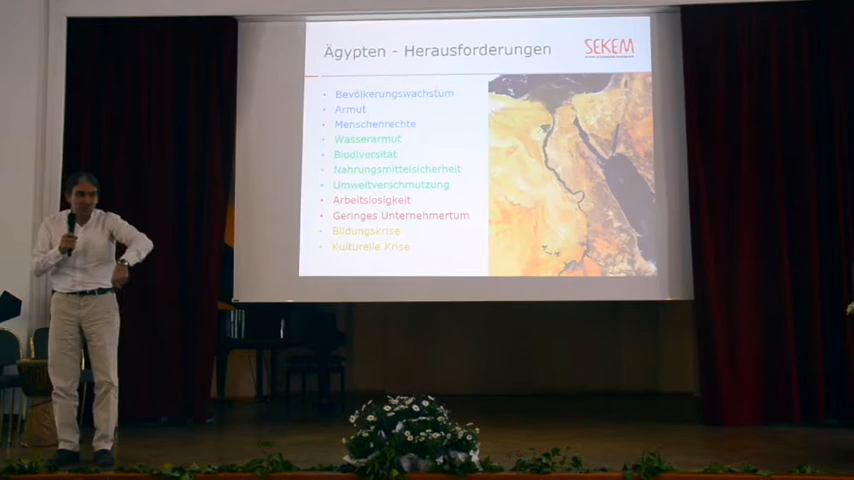 Ägypten - Herausforderungen
SEKEM
Bevölkerungswachstum
Armut
Menschenrechte
Wasserarmut
Biodiversität
Nahrungsmittelsicherheit
Umweltverschmutzung
Arbeitslosigkeit
Geringes Unternehmertum
Bildungskrise
Kulturelle Krise